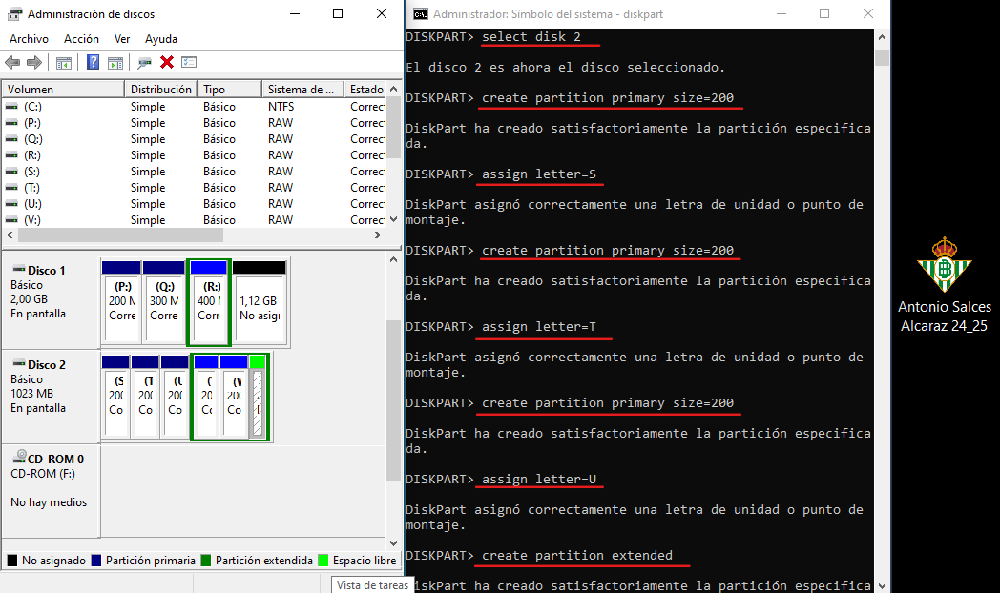 Administración de discos
Archivo Acción Ver Ayuda
Volumen Distribución Tipo Sistema de ... Estado
(C:) Simple Básico NTFS Correct
(P:) Simple Básico RAW Correct
(Q:) Simple Básico RAW Correct
(R:) Simple Básico RAW Correct
(S:) Simple Básico RAW Correct
(T:) Simple Básico RAW Correct
(U:) Simple Básico RAW Correct
(V:) Simple Básico RAW Correct
Disco 1
Básico
2,00 GB
En pantalla
(P:)
200 M
Corre
(Q:)
300 M
Corre
(R:)
400 M
Corr
1,12 GB
No asig
Disco 2
Básico
1023 MB
En pantalla
(S
200
Co
(T
200
Co
(U
200
Co
(
20
Co
(W
200
Co
CD-ROM 0
CD-ROM (F:)
No hay medios
No asignado Partición primaria Partición extendida Espacio libre
Vista de tareas
Administrador: Símbolo del sistema - diskpart
DISKPART> select disk 2
El disco 2 es ahora el disco seleccionado.
DISKPART> create partition primary size=200
DiskPart ha creado satisfactoriamente la partición especifica
da.
DISKPART> assign letter=S
DiskPart asignó correctamente una letra de unidad o punto de
montaje.
DISKPART> create partition primary size=200
DiskPart ha creado satisfactoriamente la partición especifica
da.
DISKPART> assign letter=T
DiskPart asignó correctamente una letra de unidad o punto de
montaje.
DISKPART> create partition primary size=200
DiskPart ha creado satisfactoriamente la partición especifica
da.
DISKPART> assign letter=U
DiskPart asignó correctamente una letra de unidad o punto de
montaje.
DISKPART> create partition extended
iskPart ha creado satisfactoriamente la partición especifica
Antonio Salces
Alcaraz 24_25